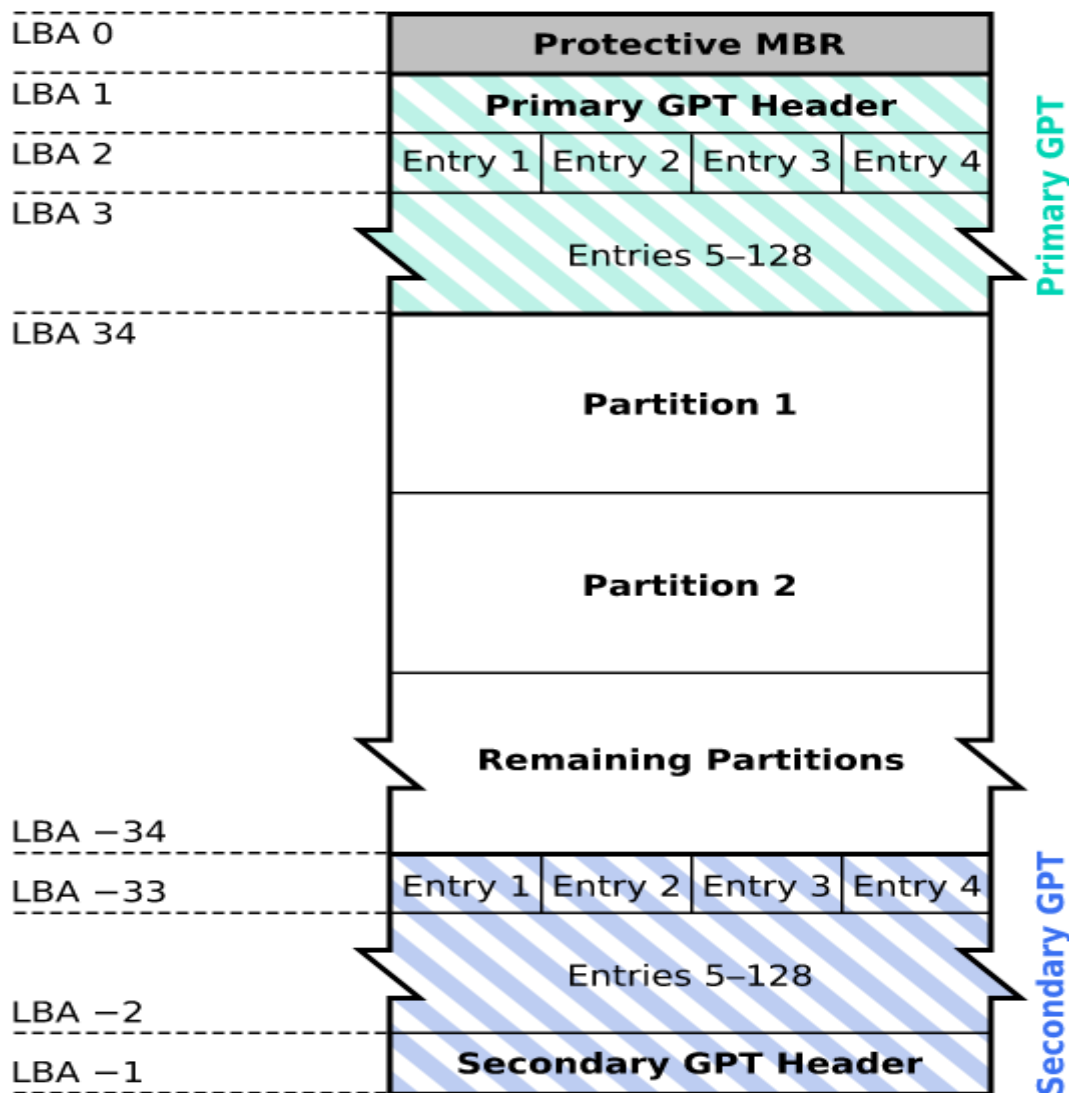 LBA 0
Protective MBR
LBA 1
Primary GPT Header
LBA 2
Entry 1 Entry 2 Entry 3 Entry 4
LBA 3
Entries 5–128
Primary GPT
LBA 34
Partition 1
Partition 2
Remaining Partitions
LBA −34
LBA −33
Entry 1 Entry 2 Entry 3 Entry 4
Entries 5–128
LBA −2
Secondary GPT Header
LBA −1
Secondary GPT